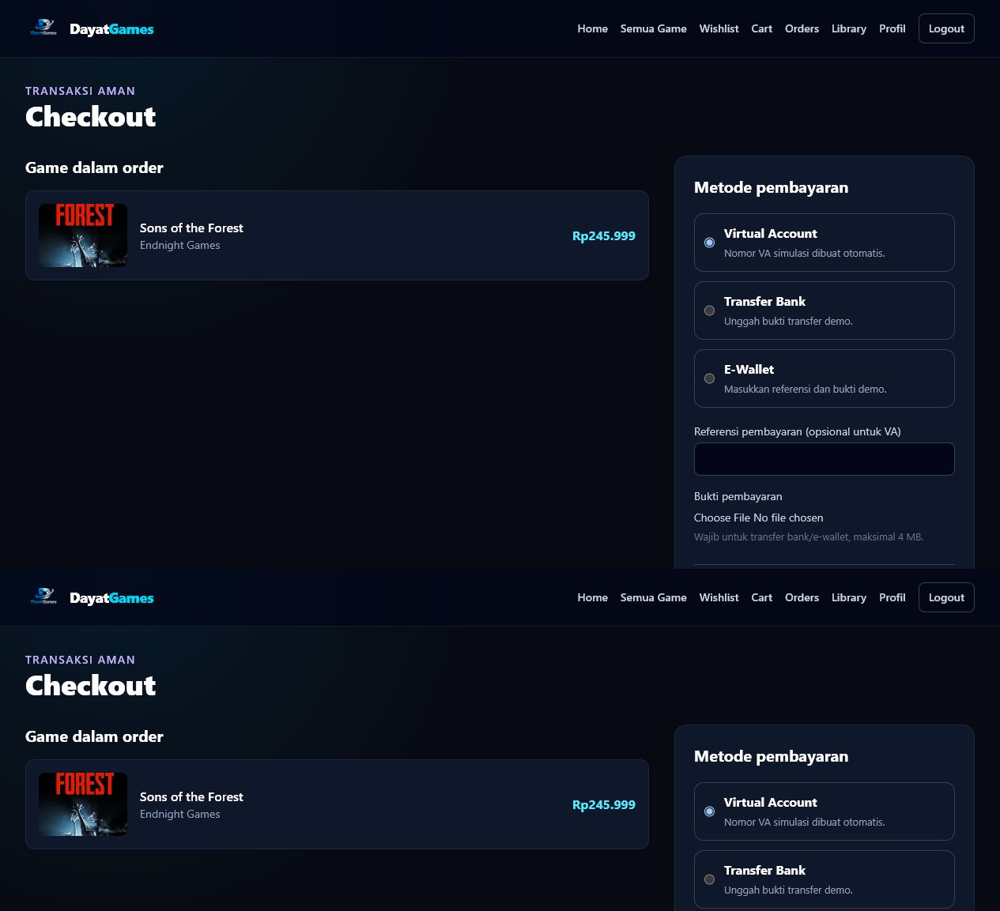 DayatGames
DayatGames
Home
Semua Game
Wishlist
Cart
Orders
Library
Profil
Logout
TRANSAKSI AMAN
Checkout
Game dalam order
FOREST
Sons of the Forest
Endnight Games
Rp245.999
Metode pembayaran
Virtual Account
Nomor VA simulasi dibuat otomatis.
Transfer Bank
Unggah bukti transfer demo.
E-Wallet
Masukkan referensi dan bukti demo.
Referensi pembayaran (opsional untuk VA)
Bukti pembayaran
Choose File No file chosen
Wajib untuk transfer bank/e-wallet, maksimal 4 MB.
DayatGames
DayatGames
Home
Semua Game
Wishlist
Cart
Orders
Library
Profil
Logout
TRANSAKSI AMAN
Checkout
Game dalam order
FOREST
Sons of the Forest
Endnight Games
Rp245.999
Metode pembayaran
Virtual Account
Nomor VA simulasi dibuat otomatis.
Transfer Bank
Unggah bukti transfer demo.